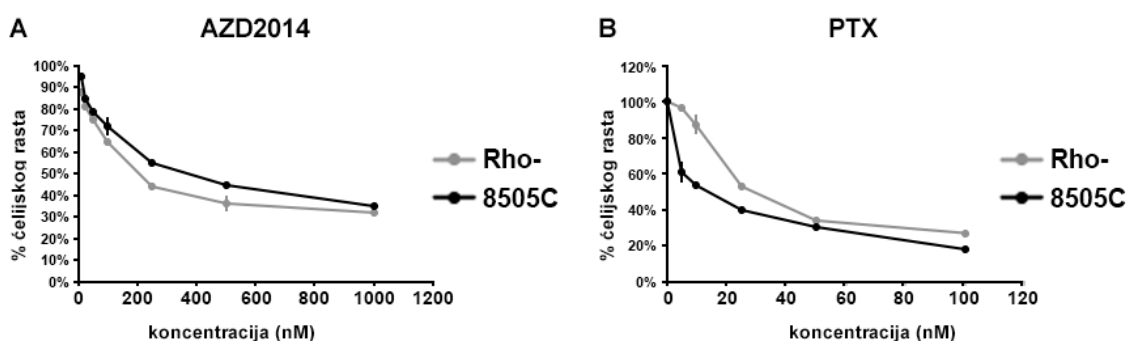 A
AZD2014
100%
90%
80%
70%
60%
50%
40%
30%
20%
10%
0%
% ćelijskog rasta
0 200 400 600 800 1000 1200
koncentracija (nM)
Rho-
8505C
B
PTX
120%
100%
80%
60%
40%
20%
0%
% ćelijskog rasta
0 20 40 60 80 100 120
koncentracija (nM)
Rho-
8505C